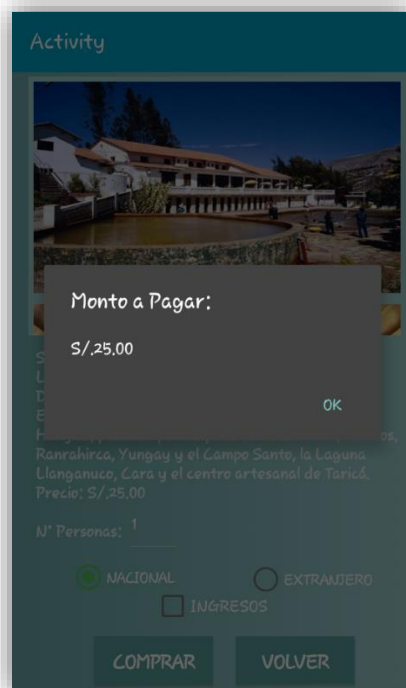 Activity
Monto a Pagar:
S/.25.00
OK
Ranrahirca, Yungay y el Campo Santo, la Laguna
Llanganuco, Cara y el centro artesanal de Taricá.
Precio: S/.25.00
N° Personas: 1
NACIONAL
EXTRANJERO
INGRESOS
COMPRAR
VOLVER